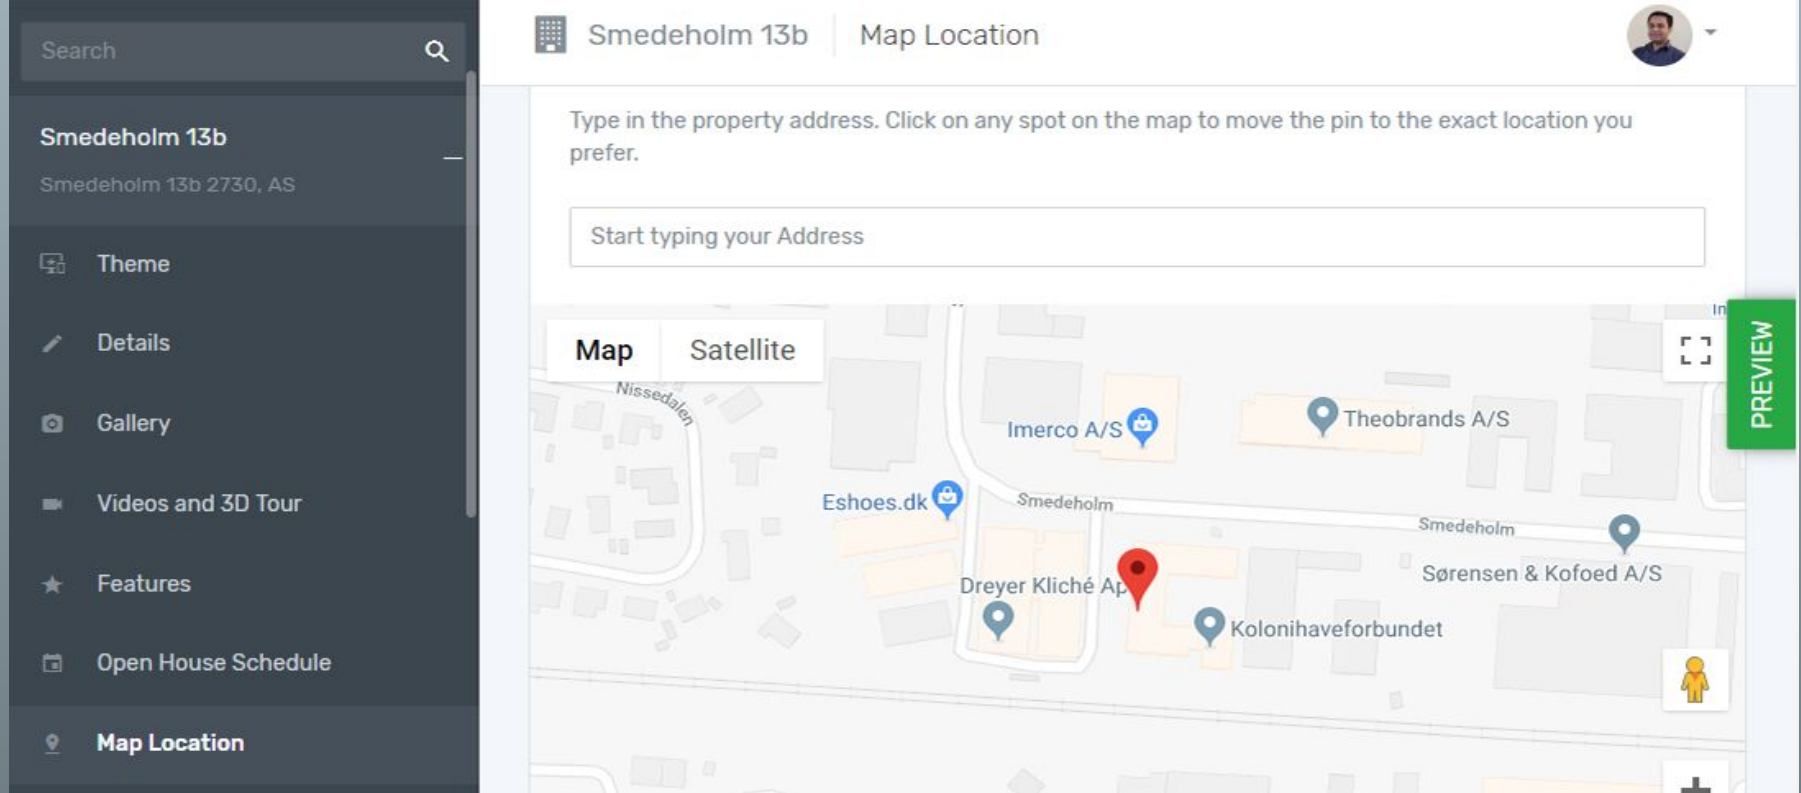 Search
Smedeholm 13b
Smedeholm 13b 2730, AS
Theme
Details
Gallery
Videos and 3D Tour
Features
Open House Schedule
Map Location
Smedeholm 13b
Map Location
Type in the property address. Click on any spot on the map to move the pin to the exact location you
prefer.
Start typing your Address
Map
Satellite
PREVIEW
Nissedalen
Imerco A/S
Theobrands A/S
Eshoes.dk
Smedeholm
Smedeholm
Sørensen & Kofoed A/S
Dreyer Kliché Ap
Kolonihaveforbundet